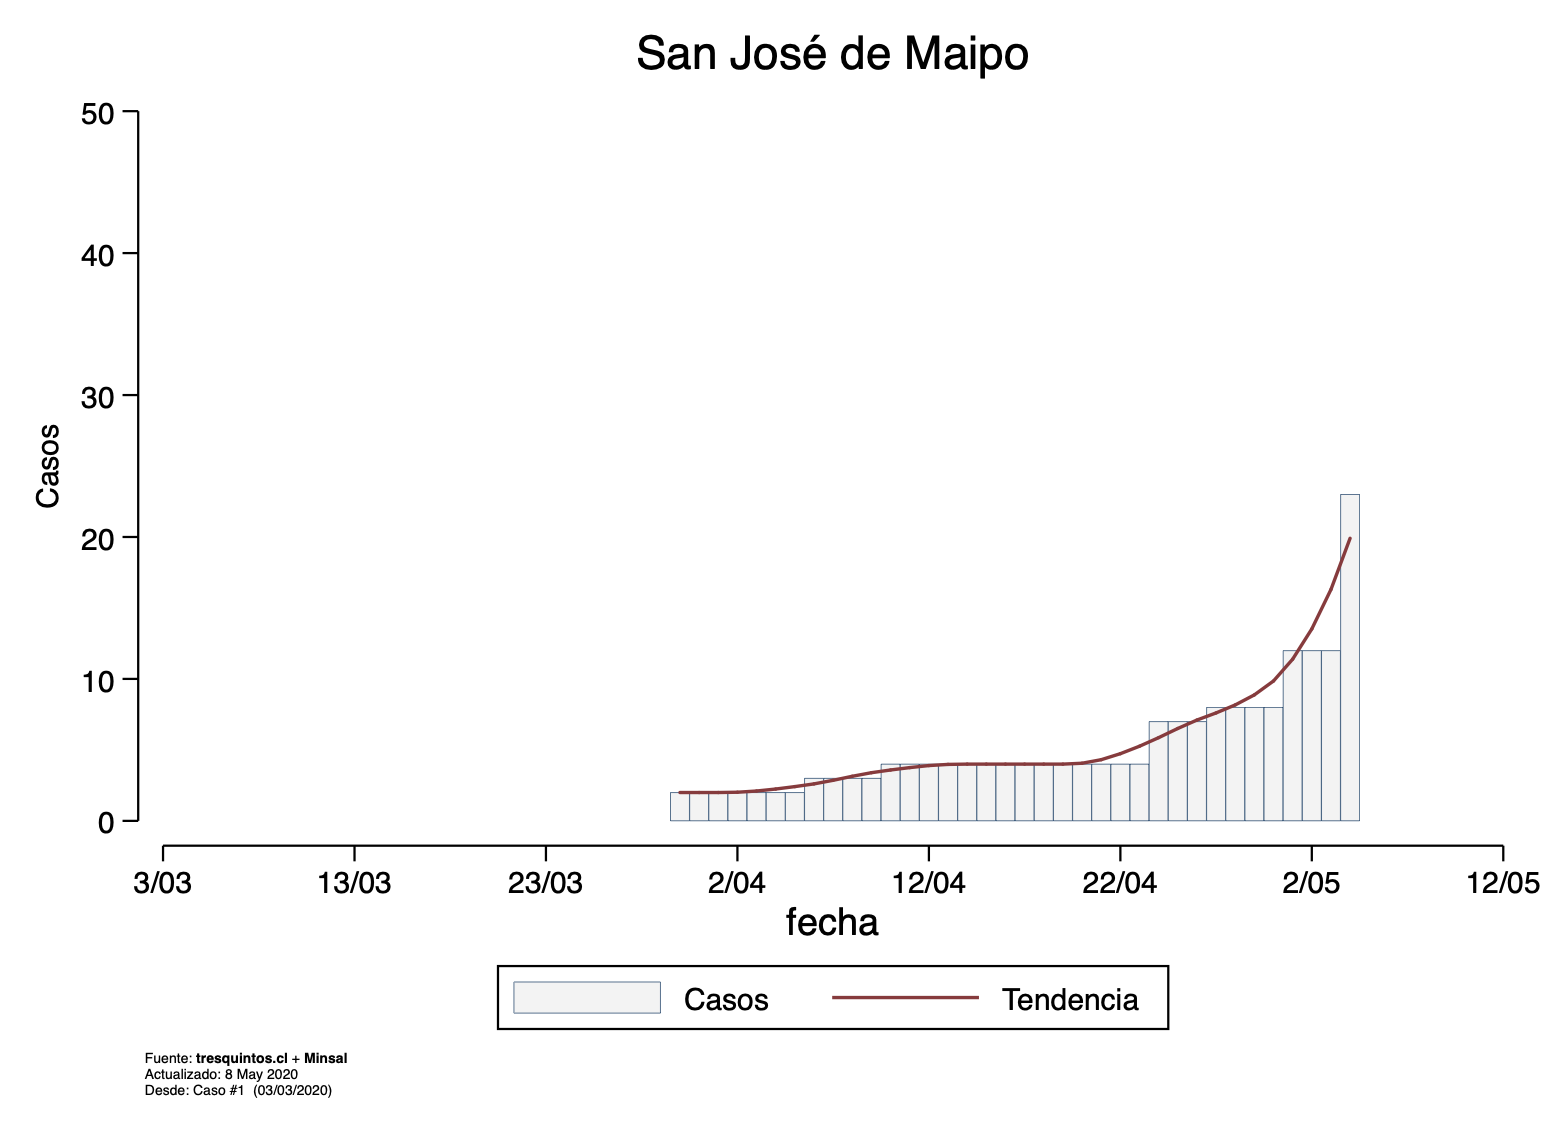 San José de Maipo
50
40
30
20
10
0
Casos
3/03 13/03 23/03 2/04 12/04 22/04 2/05 12/05
fecha
Casos Tendencia
Fuente: tresquintos.cl + Minsal
Actualizado: 8 May 2020
Desde: Caso #1 (03/03/2020)